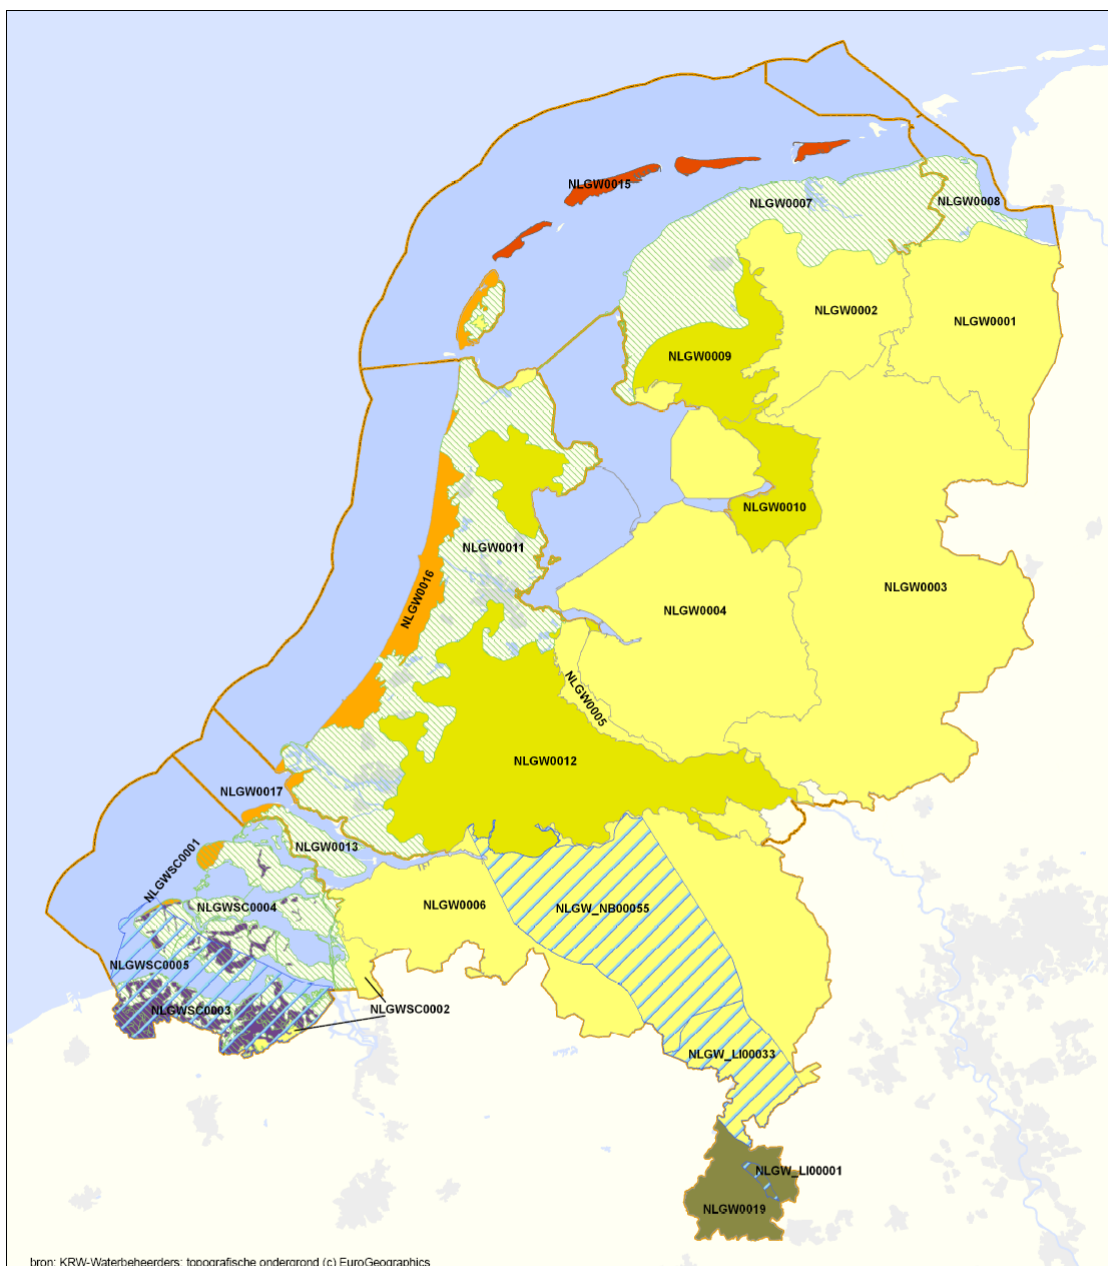 NLGW0015
NLGW0007
NLGW0008
NLGW0002
NLGW0001
NLGW0009
NLGW0010
NLGW0011
NLGW0016
NLGW0003
NLGW0004
NLGW0005
NLGW0012
NLGW0017
NLGW0013
NLGWSC0001
NLGWSC0004
NLGW0006
NLGW_NB00055
NLGWSC0005
NLGWSC0003
NLGWSC0002
NLGW_LI00033
NLGW_LI00001
NLGW0019
bron: KRW-Waterbeheerders; topografische ondergrond (c) EuroGeographics